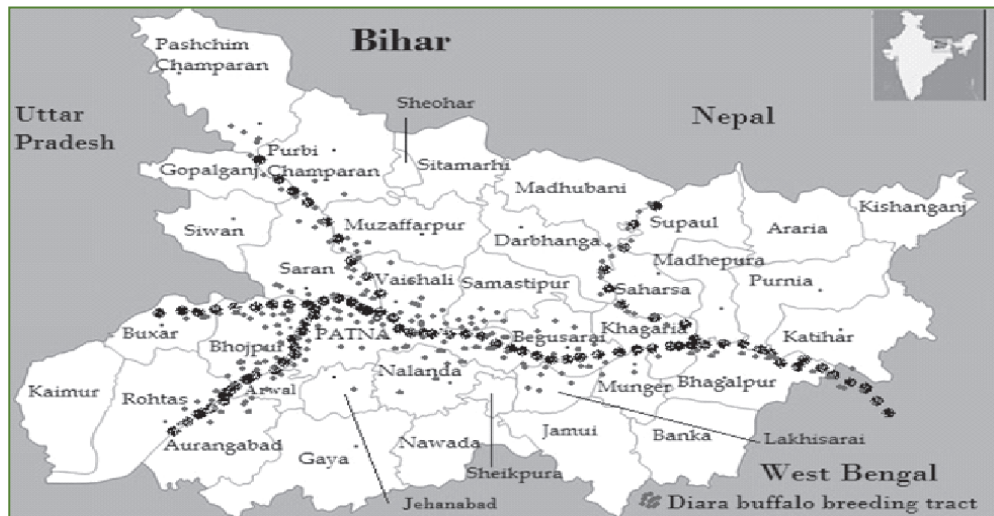 Bihar
Pashchim
Champaran
Sheohar
Uttar
Pradesh
Nepal
Purbi
Champaran
Gopalganj
Sitamarhi
Madhubani
Kishanganj
Siwan
Muzaffarpur
Darbhanga
Supaul
Araria
Saran
Vaishali
Samastipur
Madhepura
Saharsa
Purnia
Buxar
Bhojpur
PATNA
Begusarai
Khagaria
Katihar
Kaimur
Rohtas
Arwal
Nalanda
Munger
Bhagalpur
Aurangabad
Gaya
Nawada
Jamui
Banka
Lakhisarai
Sheikpura
Jehanabad
West Bengal
Diara buffalo breeding tract